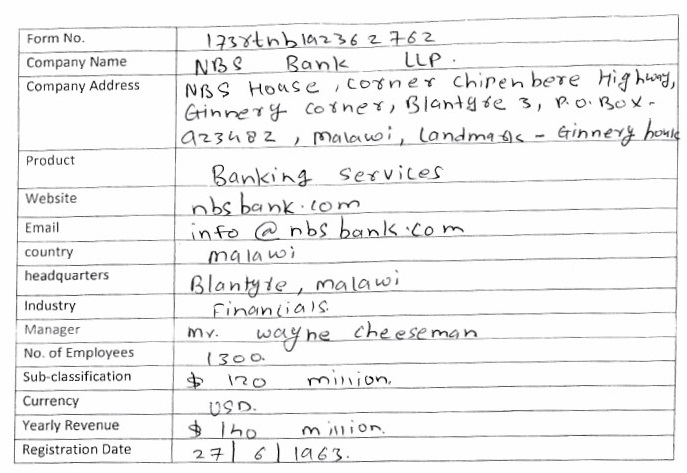 Form No. 173rtnb192362762
Company Name NBS Bank LLP.
Company Address NBS House, corner Chipenbere Highway,
Ginnery Corner, Blantyre 3, P.O. Box-
923482, malawi, Landmark - Ginnery house
Product Banking Services
Website nbsbank.com
Email info@nbsbank.com
country malawi
headquarters Blantyre, malawi
Industry Financials.
Manager Mr. wayne cheeseman
No. of Employees 1300.
Sub-classification $ 120 million.
Currency USD.
Yearly Revenue $ 140 million.
Registration Date 27/6/1963.